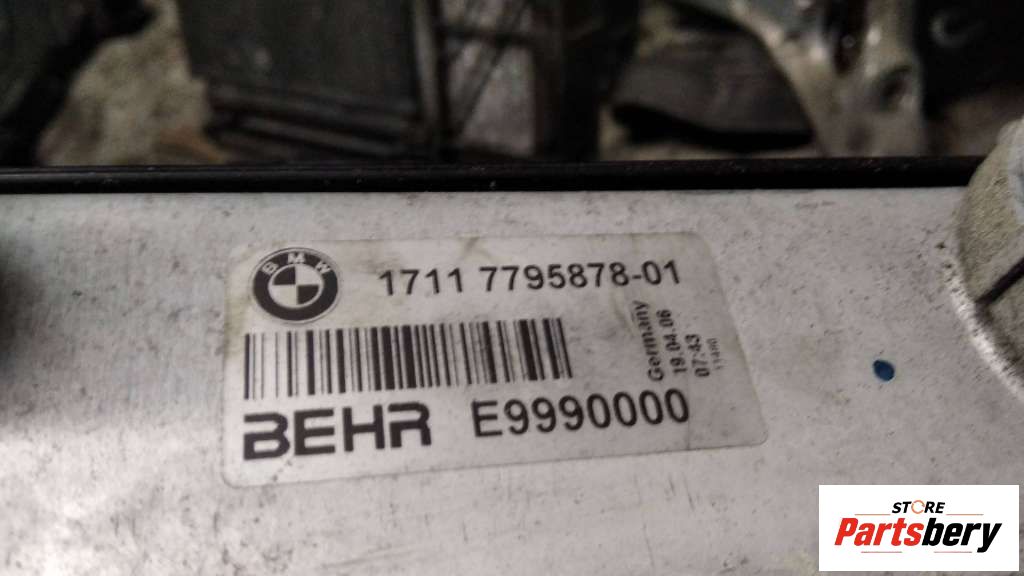 BMW
1711 7795878-01
Germany
19.04.06
07:43
BEHR E9990000
STORE
Partsbery